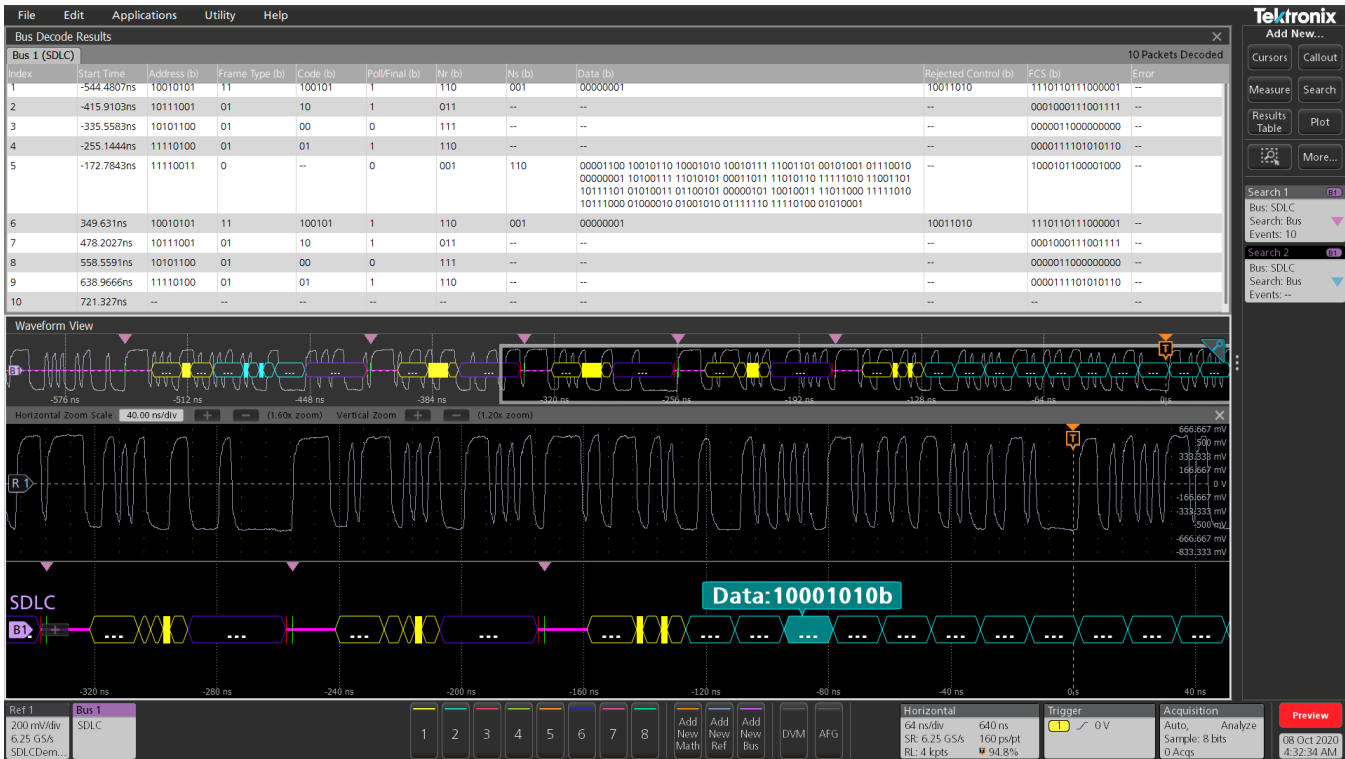 File Edit Applications Utility Help
Tektronix
Add New...
Cursors Callout
Measure Search
Results Table Plot
More...
Search 1 B1
Bus: SDLC
Search: Bus
Events: 10
Search 2 B1
Bus: SDLC
Search: Bus
Events: --
Bus Decode Results
Bus 1 (SDLC) 10 Packets Decoded
Index Start Time Address (b) Frame Type (b) Code (b) Poll/Final (b) Nr (b) Ns (b) Data (b) Rejected Control (b) FCS (b) Error
1 -544.4807ns 10010101 11 100101 1 110 001 00000001 10011010 1110110111000001 --
2 -415.9103ns 10111001 01 10 1 011 -- -- -- 0001000111001111 --
3 -335.5583ns 10101100 01 00 0 111 -- -- -- 0000011000000000 --
4 -255.1444ns 11110100 01 01 1 110 -- -- -- 0000111101010110 --
5 -172.7843ns 11110011 0 -- 0 001 110 00001100 10010110 10001010 10010111 11001101 00101001 01110010 -- 1000101100001000 --
00000001 10100111 11010101 00011011 11010110 11111010 11001101
10111101 01010011 01100101 00000101 10010011 11011000 11111010
10111000 01000010 01001010 01111110 11110100 01010001
6 349.631ns 10010101 11 100101 1 110 001 00000001 10011010 1110110111000001 --
7 478.2027ns 10111001 01 10 1 011 -- -- -- 0001000111001111 --
8 558.5591ns 10101100 01 00 0 111 -- -- -- 0000011000000000 --
9 638.9666ns 11110100 01 01 1 110 -- -- -- 0000111101010110 --
10 721.327ns -- -- -- -- -- -- -- -- -- --
Waveform View
T
B1 ... ... ... ... ... ... ... ... ... ... ... ...
-576 ns -512 ns -448 ns -384 ns -320 ns -256 ns -192 ns -128 ns -64 ns 0 s
Horizontal Zoom Scale 40.00 ns/div + − (1.60x zoom) Vertical Zoom + − (1.20x zoom)
666.667 mV
T 500 mV
333.333 mV
166.667 mV
R 1 0 V
-166.667 mV
-333.333 mV
-500 mV
-666.667 mV
-833.333 mV
Data:10001010b
SDLC
B1 + ... ... ... ... ... ... ... ... ... ... ... ... ... ... ... ...
-320 ns -280 ns -240 ns -200 ns -160 ns -120 ns -80 ns -40 ns 0 s 40 ns
Ref 1
200 mV/div
6.25 GS/s
SDLCDem...
Bus 1
SDLC
1 2 3 4 5 6 7 8
Add New Math
Add New Ref
Add New Bus
DVM AFG
Horizontal
64 ns/div 640 ns
SR: 6.25 GS/s 160 ps/pt
RL: 4 kpts 94.8%
Trigger
1 0 V
Acquisition
Auto, Analyze
Sample: 8 bits
0 Acqs
Preview
08 Oct 2020
4:32:34 AM